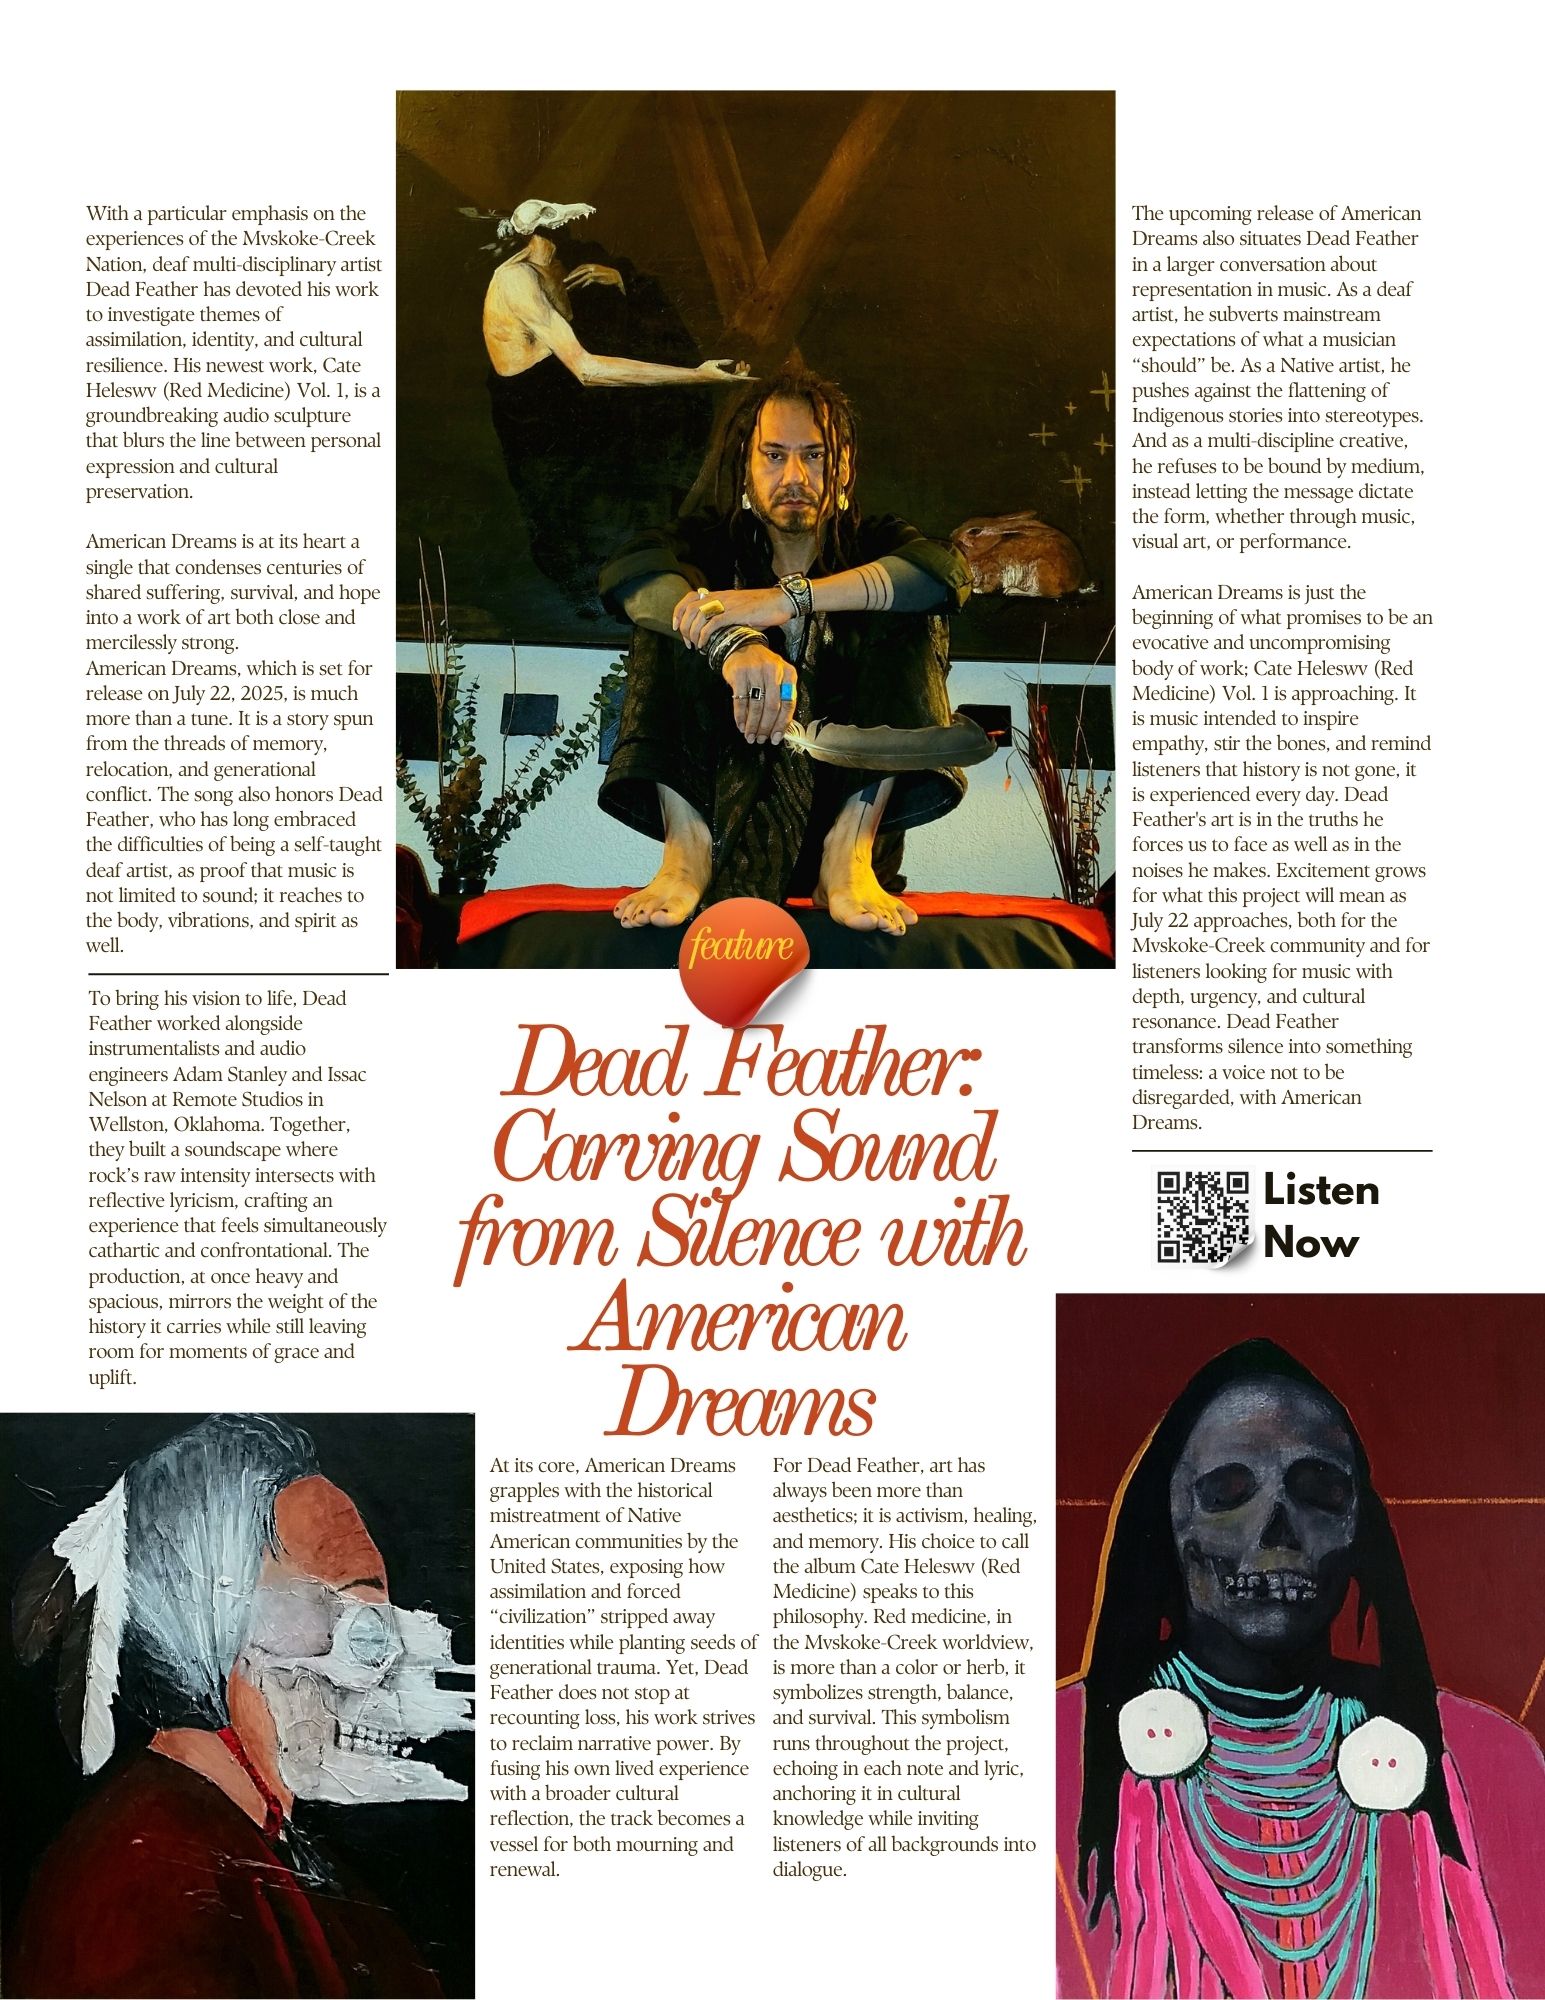 With a particular emphasis on the
experiences of the Mvskoke-Creek
Nation, deaf multi-disciplinary artist
Dead Feather has devoted his work
to investigate themes of
assimilation, identity, and cultural
resilience. His newest work, Cate
Heleswv (Red Medicine) Vol. 1, is a
groundbreaking audio sculpture
that blurs the line between personal
expression and cultural
preservation.
American Dreams is at its heart a
single that condenses centuries of
shared suffering, survival, and hope
into a work of art both close and
mercilessly strong.
American Dreams, which is set for
release on July 22, 2025, is much
more than a tune. It is a story spun
from the threads of memory,
relocation, and generational
conflict. The song also honors Dead
Feather, who has long embraced
the difficulties of being a self-taught
deaf artist, as proof that music is
not limited to sound; it reaches to
the body, vibrations, and spirit as
well.
To bring his vision to life, Dead
Feather worked alongside
instrumentalists and audio
engineers Adam Stanley and Issac
Nelson at Remote Studios in
Wellston, Oklahoma. Together,
they built a soundscape where
rock's raw intensity intersects with
reflective lyricism, crafting an
experience that feels simultaneously
cathartic and confrontational. The
production, at once heavy and
spacious, mirrors the weight of the
history it carries while still leaving
room for moments of grace and
uplift.
feature
Dead Feather:
Carving Sound
from Silence with
American
Dreams
At its core, American Dreams
grapples with the historical
mistreatment of Native
American communities by the
United States, exposing how
assimilation and forced
“civilization” stripped away
identities while planting seeds of
generational trauma. Yet, Dead
Feather does not stop at
recounting loss, his work strives
to reclaim narrative power. By
fusing his own lived experience
with a broader cultural
reflection, the track becomes a
vessel for both mourning and
renewal.
For Dead Feather, art has
always been more than
aesthetics; it is activism, healing,
and memory. His choice to call
the album Cate Heleswv (Red
Medicine) speaks to this
philosophy. Red medicine, in
the Mvskoke-Creek worldview,
is more than a color or herb, it
symbolizes strength, balance,
and survival. This symbolism
runs throughout the project,
echoing in each note and lyric,
anchoring it in cultural
knowledge while inviting
listeners of all backgrounds into
dialogue.
The upcoming release of American
Dreams also situates Dead Feather
in a larger conversation about
representation in music. As a deaf
artist, he subverts mainstream
expectations of what a musician
“should” be. As a Native artist, he
pushes against the flattening of
Indigenous stories into stereotypes.
And as a multi-discipline creative,
he refuses to be bound by medium,
instead letting the message dictate
the form, whether through music,
visual art, or performance.
American Dreams is just the
beginning of what promises to be an
evocative and uncompromising
body of work; Cate Heleswv (Red
Medicine) Vol. 1 is approaching. It
is music intended to inspire
empathy, stir the bones, and remind
listeners that history is not gone, it
is experienced every day. Dead
Feather's art is in the truths he
forces us to face as well as in the
noises he makes. Excitement grows
for what this project will mean as
July 22 approaches, both for the
Mvskoke-Creek community and for
listeners looking for music with
depth, urgency, and cultural
resonance. Dead Feather
transforms silence into something
timeless: a voice not to be
disregarded, with American
Dreams.
Listen
Now